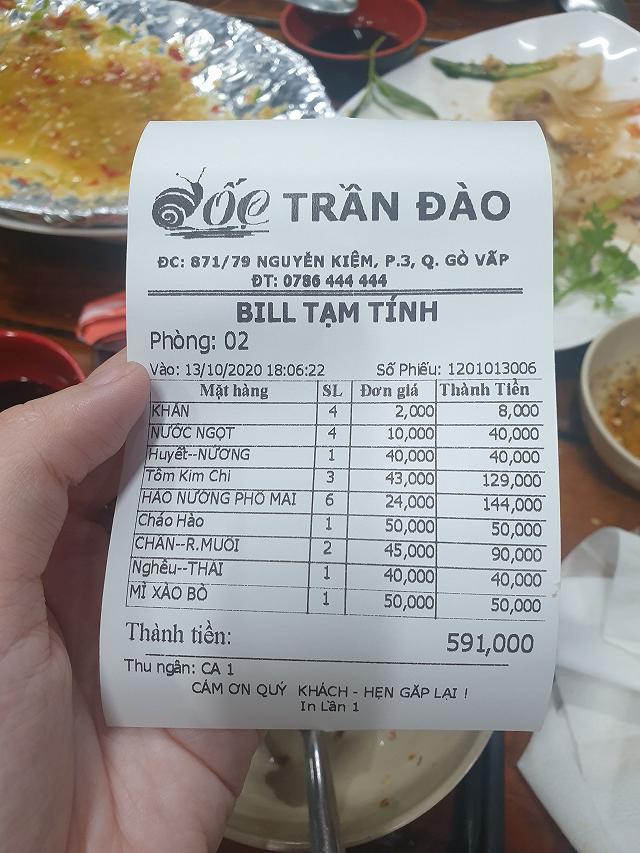 ỐC TRẦN ĐÀO
ĐC: 871/79 NGUYỄN KIỆM, P.3, Q. GÒ VẤP
ĐT: 0786 444 444
BILL TẠM TÍNH
Phòng: 02
Vào: 13/10/2020 18:06:22 Số Phiếu: 1201013006
Mặt hàng SL Đơn giá Thành Tiền
KHĂN 4 2,000 8,000
NƯỚC NGỌT 4 10,000 40,000
Huyết--NƯỚNG 1 40,000 40,000
Tôm Kim Chi 3 43,000 129,000
HÀO NƯỚNG PHÔ MAI 6 24,000 144,000
Cháo Hào 1 50,000 50,000
CHÂN--R.MUỐI 2 45,000 90,000
Nghêu--THÁI 1 40,000 40,000
MÌ XÀO BÒ 1 50,000 50,000
Thành tiền: 591,000
Thu ngân: CA 1
CÁM ƠN QUÝ KHÁCH - HẸN GẶP LẠI !
In Lần 1